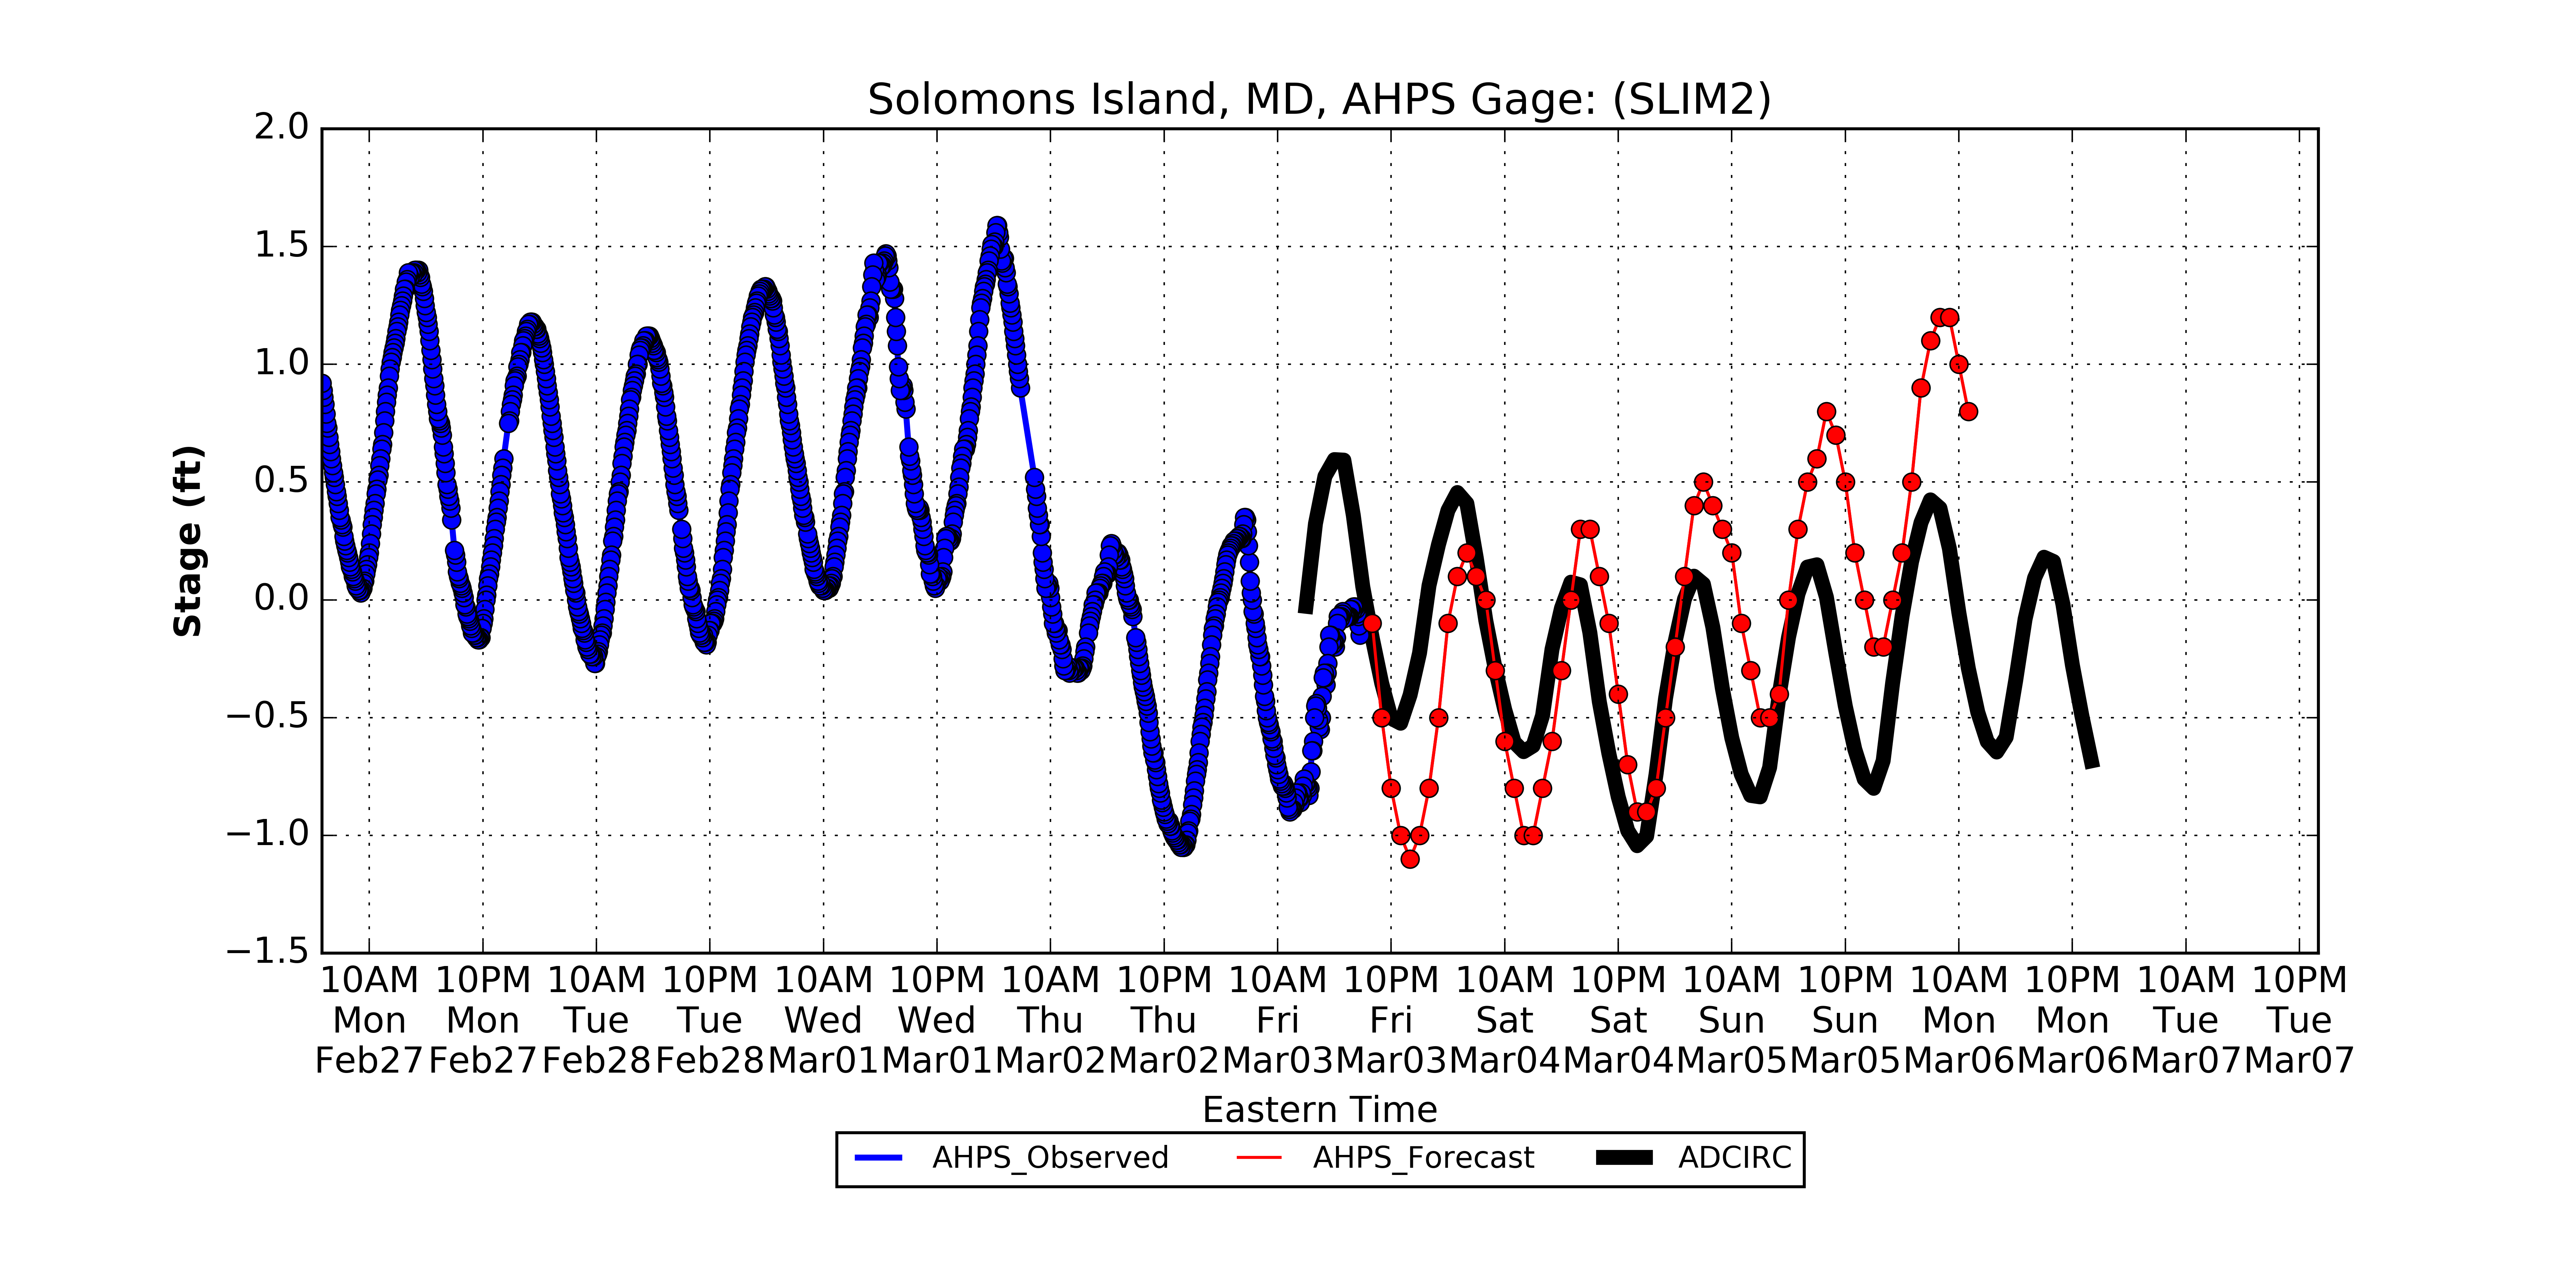 Solomons Island, MD, AHPS Gage: (SLIM2)
2.0
1.5
1.0
0.5
0.0
−0.5
−1.0
−1.5
Stage (ft)
10AM 10PM 10AM 10PM 10AM 10PM 10AM 10PM 10AM 10PM 10AM 10PM 10AM 10PM 10AM 10PM 10AM 10PM
Mon Mon Tue Tue Wed Wed Thu Thu Fri Fri Sat Sat Sun Sun Mon Mon Tue Tue
Feb27 Feb27 Feb28 Feb28 Mar01 Mar01 Mar02 Mar02 Mar03 Mar03 Mar04 Mar04 Mar05 Mar05 Mar06 Mar06 Mar07 Mar07
Eastern Time
AHPS_Observed AHPS_Forecast ADCIRC